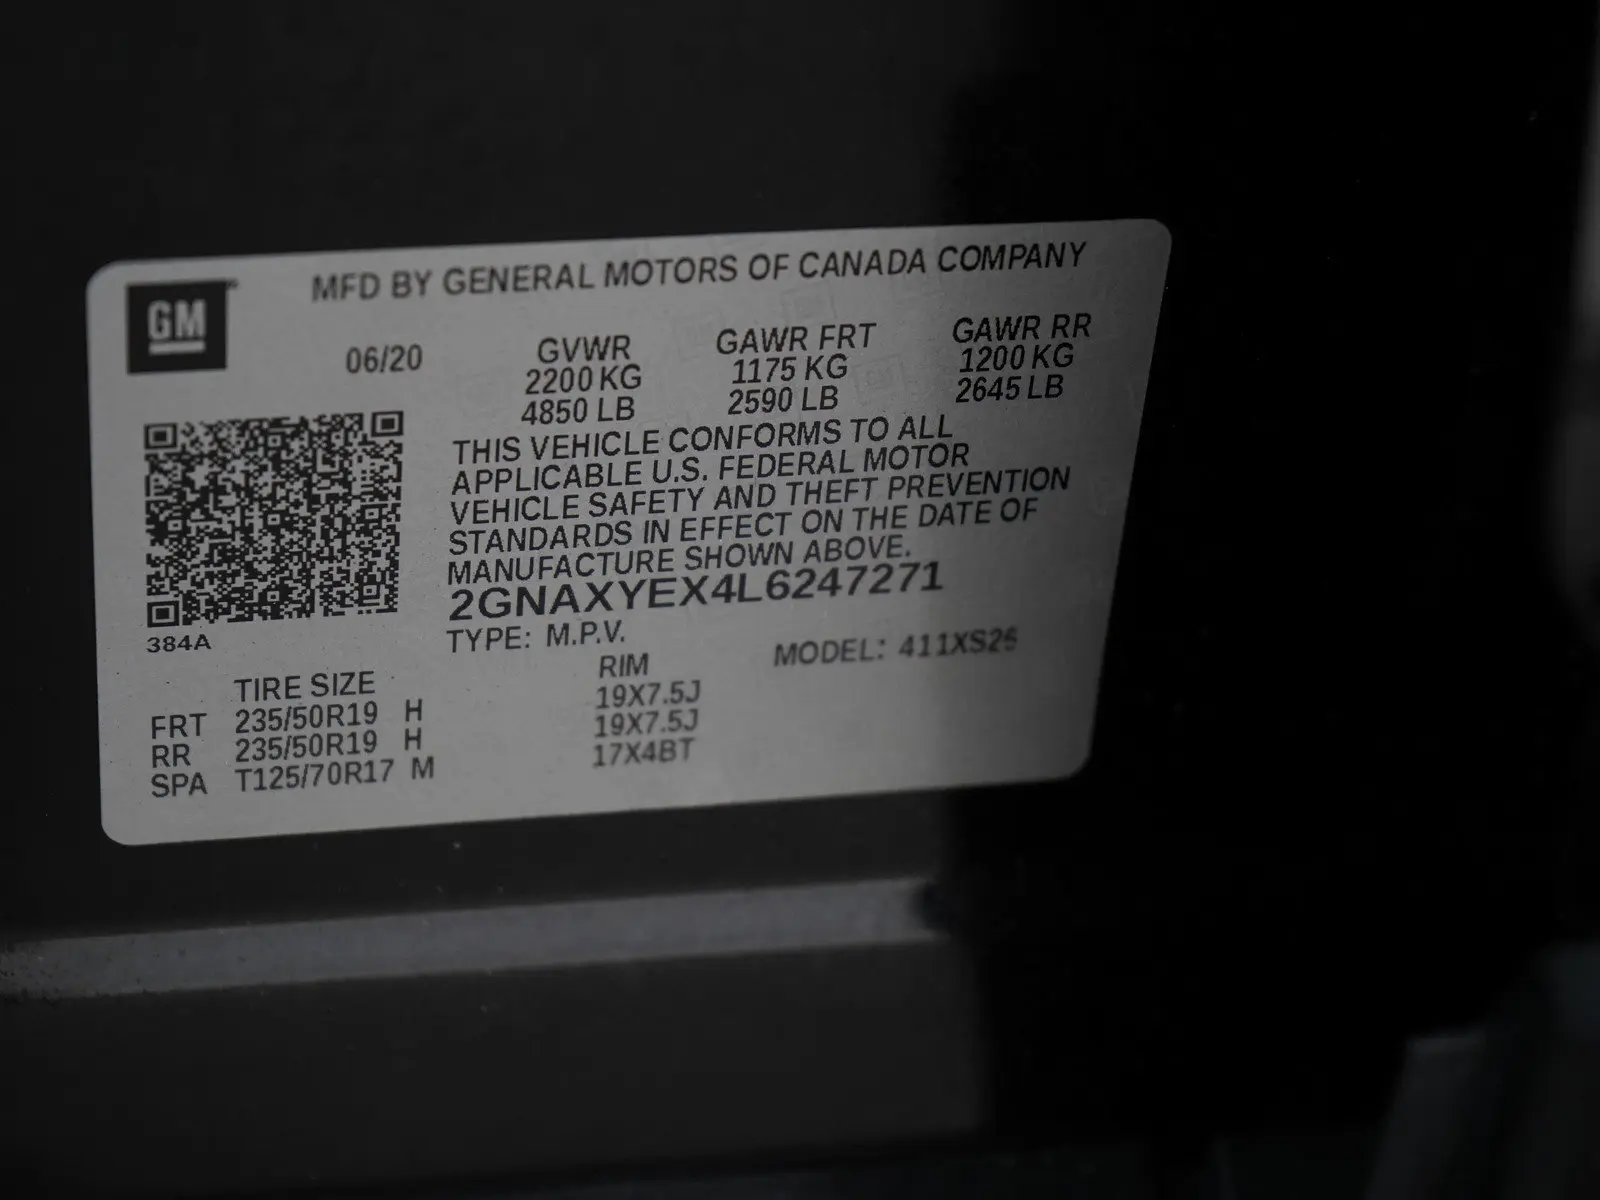 GM
MFD BY GENERAL MOTORS OF CANADA COMPANY
06/20
GVWR
2200 KG
4850 LB
GAWR FRT
1175 KG
2590 LB
GAWR RR
1200 KG
2645 LB
THIS VEHICLE CONFORMS TO ALL
APPLICABLE U.S. FEDERAL MOTOR
VEHICLE SAFETY AND THEFT PREVENTION
STANDARDS IN EFFECT ON THE DATE OF
MANUFACTURE SHOWN ABOVE.
2GNAXYEX4L6247271
384A
TYPE: M.P.V.
MODEL: 411XS26
TIRE SIZE RIM
FRT 235/50R19 H 19X7.5J
RR 235/50R19 H 19X7.5J
SPA T125/70R17 M 17X4BT